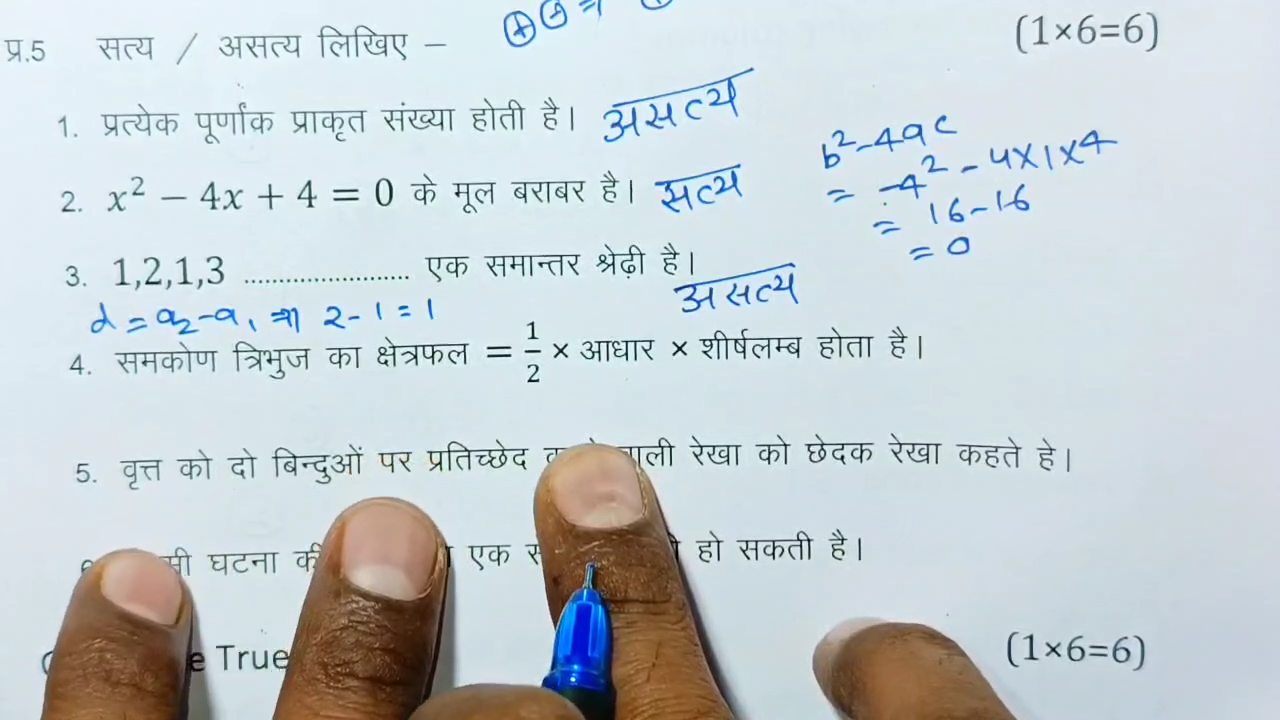 प्र.5 सत्य / असत्य लिखिए – (1×6=6)
1. प्रत्येक पूर्णांक प्राकृत संख्या होती है। असत्य
b²-4ac
2. x² − 4x + 4 = 0 के मूल बराबर है। सत्य
= -4² - 4×1×4
= 16-16
= 0
3. 1,2,1,3 ...................... एक समान्तर श्रेढ़ी है। असत्य
d = a₂-a₁ ⇒ 2-1=1
4. समकोण त्रिभुज का क्षेत्रफल = 1/2 × आधार × शीर्षलम्ब होता है।
5. वृत्त को दो बिन्दुओं पर प्रतिच्छेद वाली रेखा को छेदक रेखा कहते हे।
घटना की एक हो सकती है।
True (1×6=6)